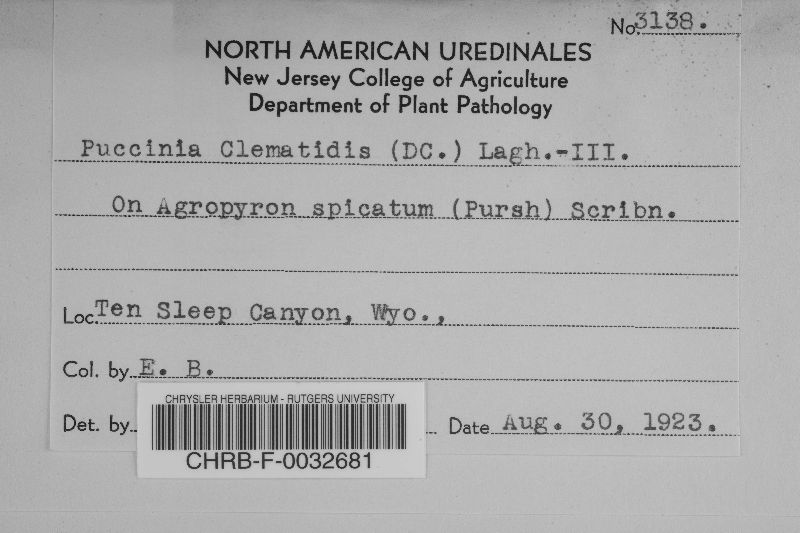 No. 3138.
NORTH AMERICAN UREDINALES
New Jersey College of Agriculture
Department of Plant Pathology
Puccinia Clematidis (DC.) Lagh.-III.
On Agropyron spicatum (Pursh) Scribn.
Loc. Ten Sleep Canyon, Wyo.,
Col. by E. B.
Det. by
Date Aug. 30, 1923.
CHRYSLER HERBARIUM - RUTGERS UNIVERSITY
CHRB-F-0032681